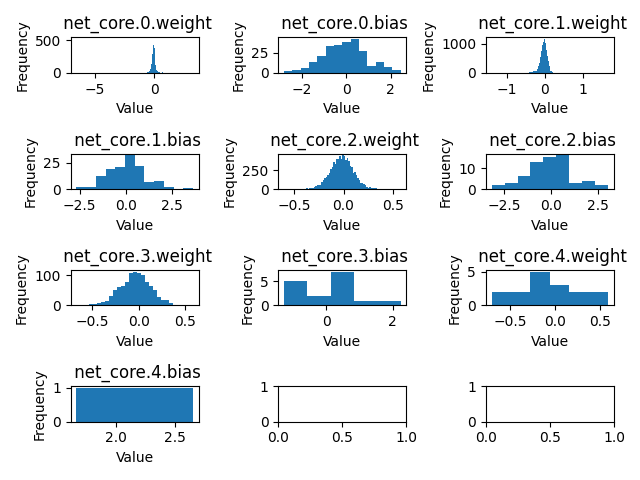 net_core.0.weight
Frequency
500
0
−5
0
Value
net_core.0.bias
Frequency
25
0
−2
0
2
Value
net_core.1.weight
Frequency
1000
0
−1
0
1
Value
net_core.1.bias
Frequency
25
0
−2.5
0.0
2.5
Value
net_core.2.weight
Frequency
250
0
−0.5
0.0
0.5
Value
net_core.2.bias
Frequency
10
0
−2.5
0.0
2.5
Value
net_core.3.weight
Frequency
100
0
−0.5
0.0
0.5
Value
net_core.3.bias
Frequency
5
0
0
2
Value
net_core.4.weight
Frequency
5
0
−0.5
0.0
0.5
Value
net_core.4.bias
Frequency
1
0
2.0
2.5
Value
1
0
0.0
0.5
1.0
1
0
0.0
0.5
1.0